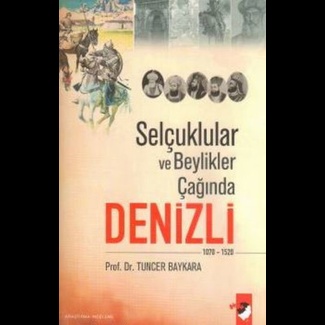 Selçuklular
ve Beylikler
Çağında
DENİZLİ
1070 - 1520
Prof. Dr. TUNCER BAYKARA